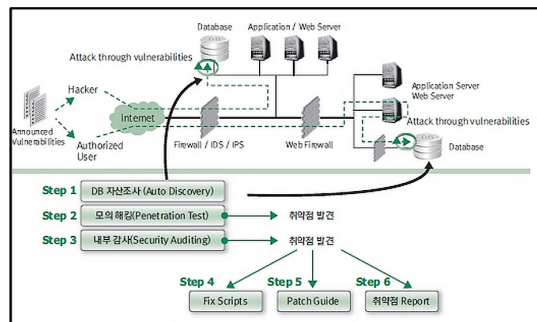 Database
Application / Web Server
Attack through vulnerabilities
Hacker
Internet
Announced
Vulnerabilities
Authorized
User
Firewall / IDS / IPS
Web Firewall
Application Server
Web Server
Attack through vulnerabilities
Database
Step 1
DB 자산조사 (Auto Discovery)
Step 2
모의 해킹(Penetration Test)
취약점 발견
Step 3
내부 감사(Security Auditing)
취약점 발견
Step 4
Step 5
Step 6
Fix Scripts
Patch Guide
취약점 Report